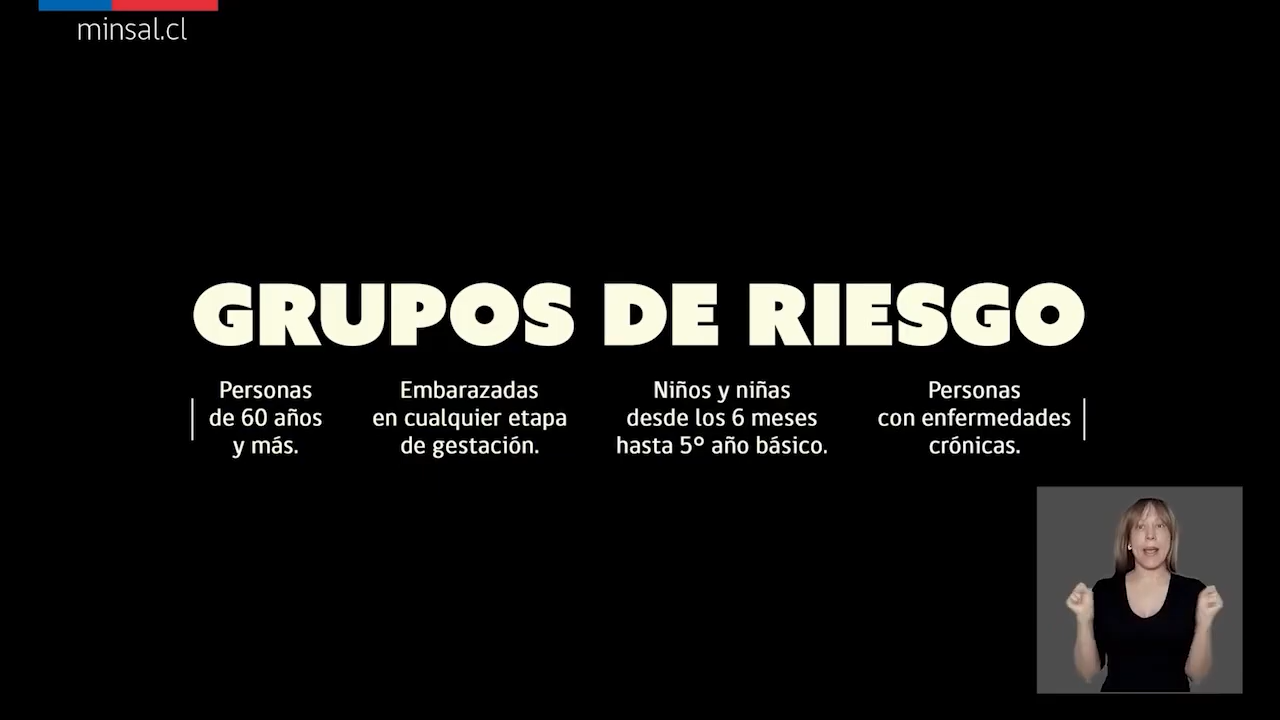 minsal.cl
GRUPOS DE RIESGO
Personas
de 60 años
y más.
Embarazadas
en cualquier etapa
de gestación.
Niños y niñas
desde los 6 meses
hasta 5° año básico.
Personas
con enfermedades
crónicas.